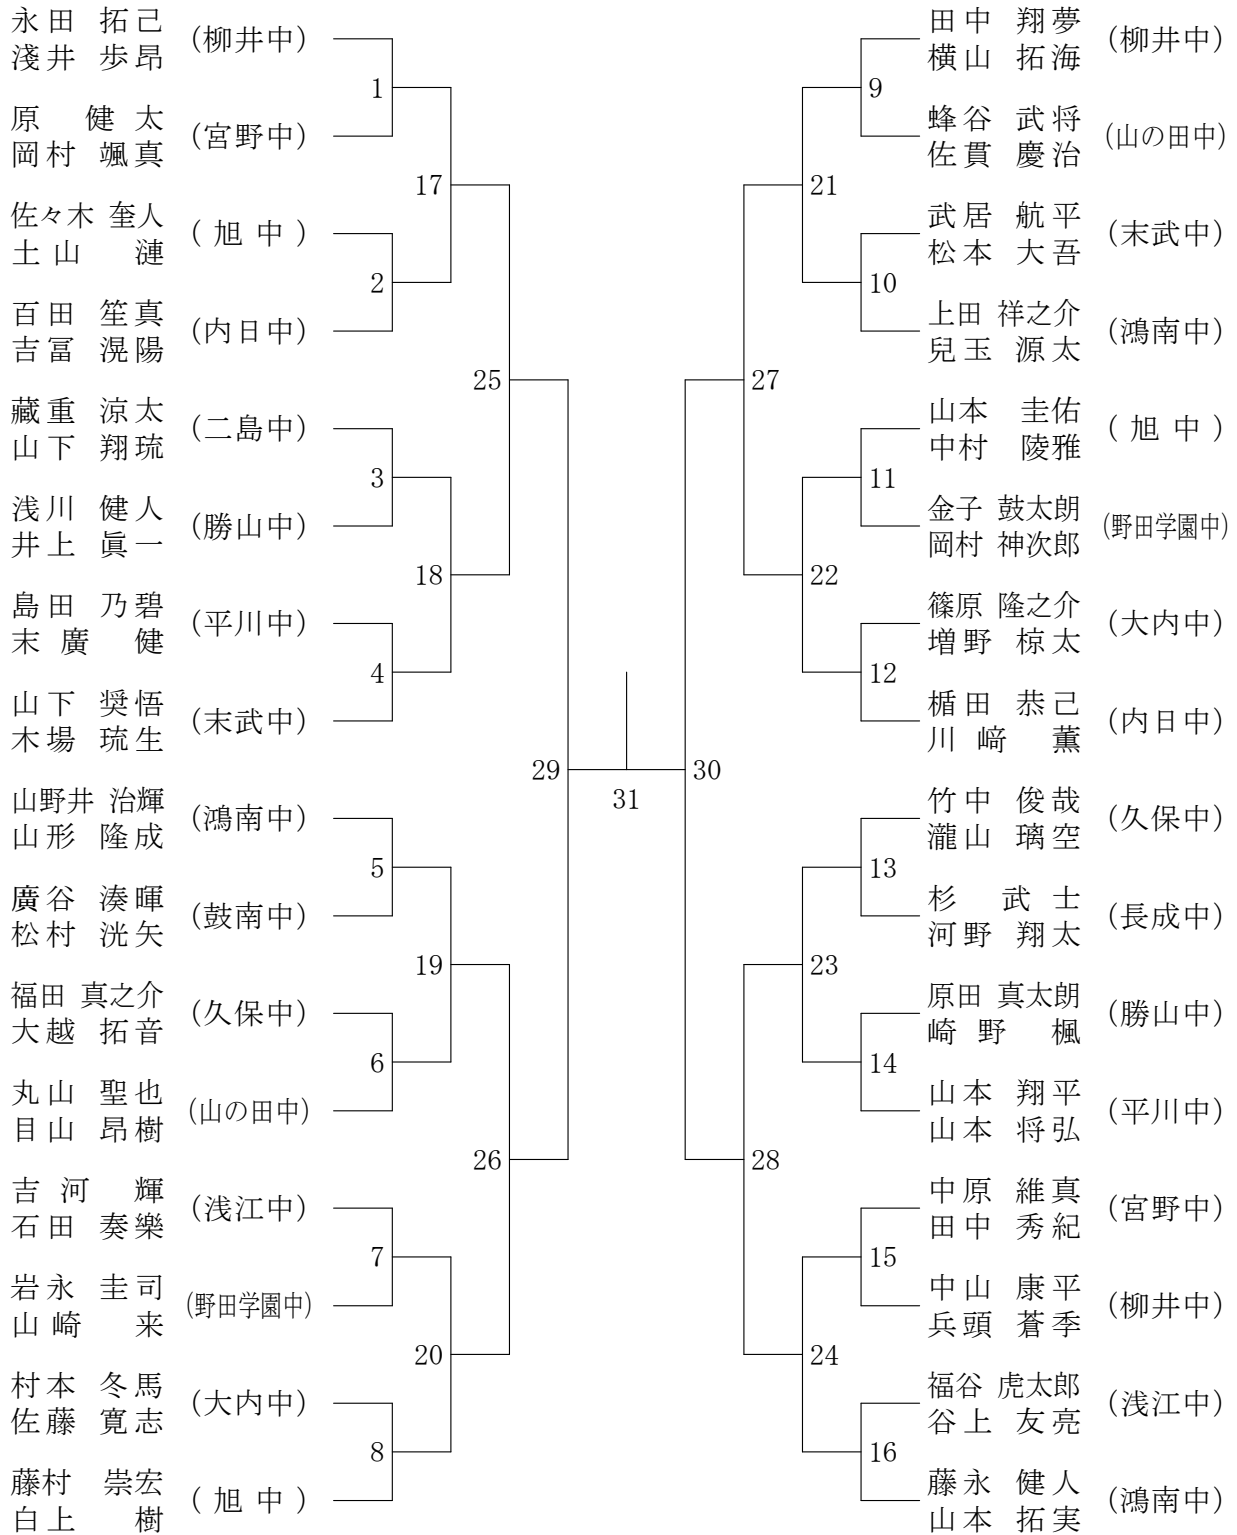 永田 拓己
淺井 歩昂
(柳井中)
1
原 健太
岡村 颯真
(宮野中)
17
佐々木 奎人
土山 漣
(旭中)
2
百田 笙真
吉冨 滉陽
(内日中)
25
藏重 涼太
山下 翔琉
(二島中)
3
浅川 健人
井上 眞一
(勝山中)
18
島田 乃碧
末廣 健
(平川中)
4
山下 奨悟
木場 琉生
(末武中)
29
山野井 治輝
山形 隆成
(鴻南中)
5
廣谷 湊暉
松村 洸矢
(鼓南中)
19
福田 真之介
大越 拓音
(久保中)
6
丸山 聖也
目山 昂樹
(山の田中)
26
吉河 輝
石田 奏樂
(浅江中)
7
岩永 圭司
山崎 来
(野田学園中)
20
村本 冬馬
佐藤 寛志
(大内中)
8
藤村 崇宏
白上 樹
(旭中)
31
田中 翔夢
横山 拓海
(柳井中)
9
蜂谷 武将
佐貫 慶治
(山の田中)
21
武居 航平
松本 大吾
(末武中)
10
上田 祥之介
兒玉 源太
(鴻南中)
27
山本 圭佑
中村 陵雅
(旭中)
11
金子 鼓太朗
岡村 神次郎
(野田学園中)
22
篠原 隆之介
増野 椋太
(大内中)
12
楯田 恭己
川﨑 薫
(内日中)
30
竹中 俊哉
瀧山 璃空
(久保中)
13
杉 武士
河野 翔太
(長成中)
23
原田 真太朗
崎野 楓
(勝山中)
14
山本 翔平
山本 将弘
(平川中)
28
中原 維真
田中 秀紀
(宮野中)
15
中山 康平
兵頭 蒼季
(柳井中)
24
福谷 虎太郎
谷上 友亮
(浅江中)
16
藤永 健人
山本 拓実
(鴻南中)